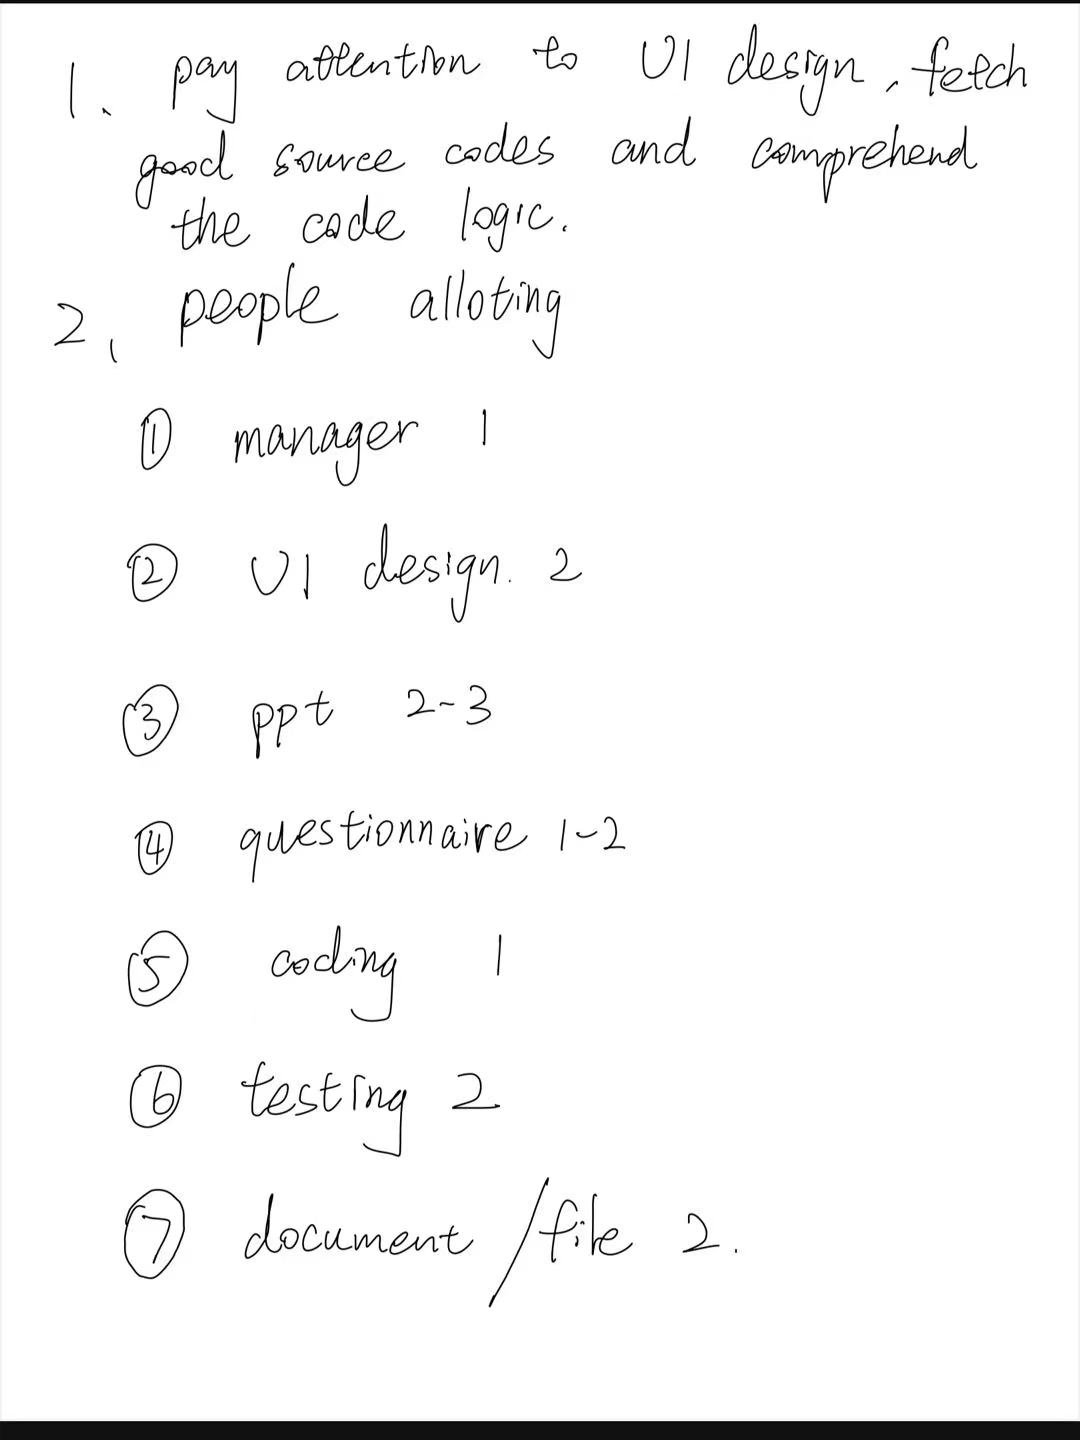 1. pay attention to UI design, fetch
good source codes and comprehend
the code logic.
2, people alloting
① manager 1
② UI design. 2
③ ppt 2-3
④ questionnaire 1-2
⑤ coding 1
⑥ testing 2
⑦ document /file 2.